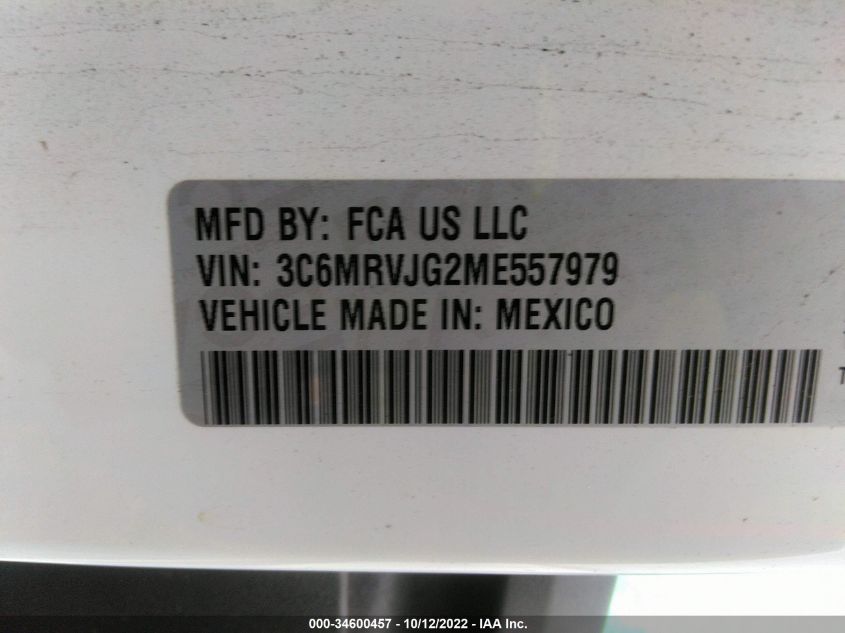 MFD BY: FCA US LLC
VIN: 3C6MRVJG2ME557979
VEHICLE MADE IN: MEXICO
T
000-34600457 - 10/12/2022 - IAA Inc.